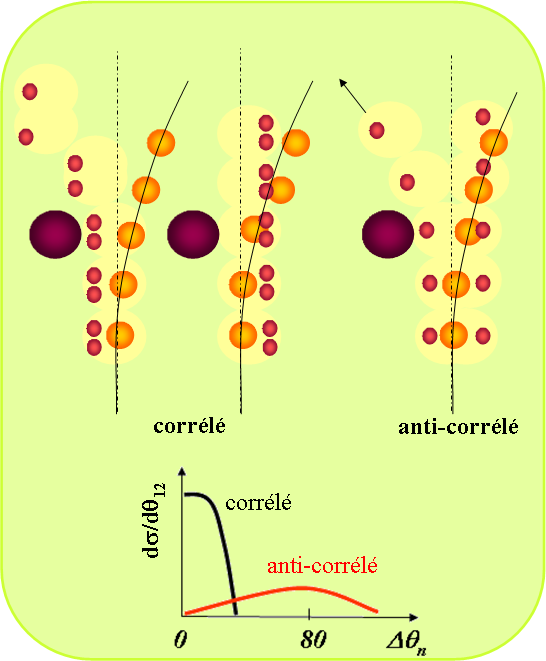 corrélé
anti-corrélé
dσ/dθ12
corrélé
anti-corrélé
0
80
Δθn